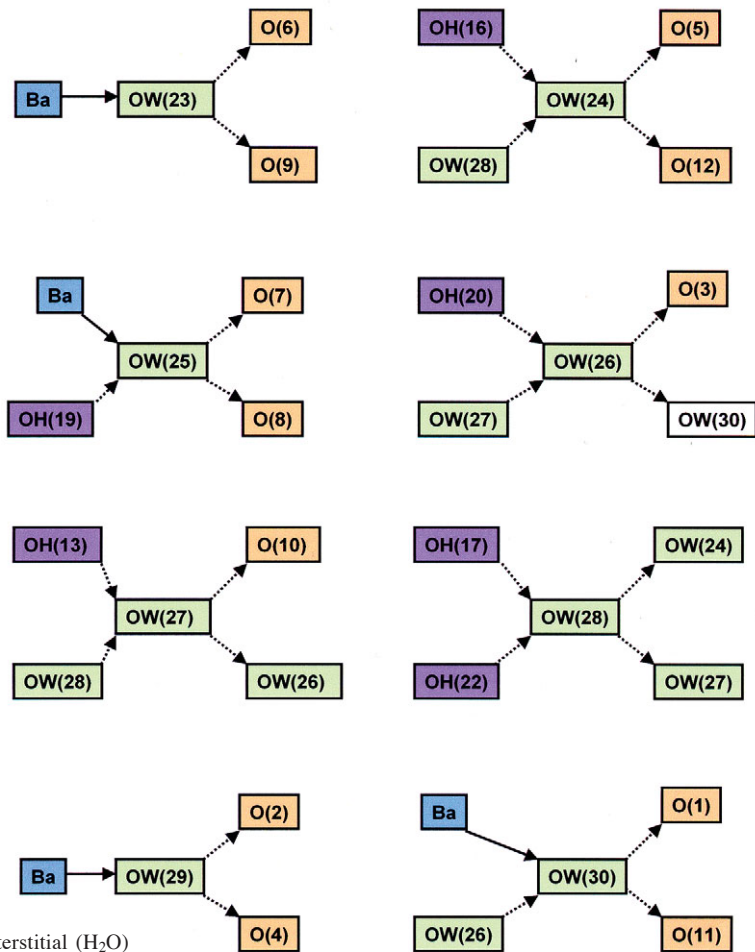 O(6)
Ba OW(23)
O(9)
OH(16) O(5)
OW(24)
OW(28) O(12)
Ba O(7)
OW(25)
OH(19) O(8)
OH(20) O(3)
OW(26)
OW(27) OW(30)
OH(13) O(10)
OW(27)
OW(28) OW(26)
OH(17) OW(24)
OW(28)
OH(22) OW(27)
O(2)
Ba OW(29)
O(4)
Ba O(1)
OW(30)
OW(26) O(11)
terstitial (H₂O)